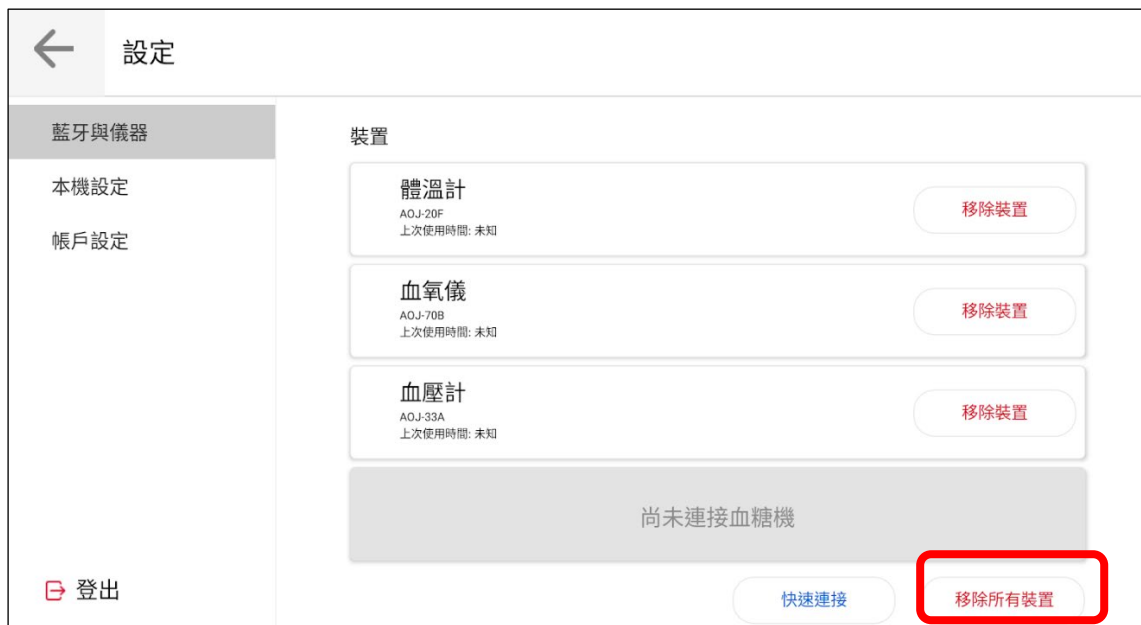 設定
藍牙與儀器
本機設定
帳戶設定
登出
裝置
體溫計
AOJ-20F
上次使用時間: 未知
移除裝置
血氧儀
AOJ-70B
上次使用時間: 未知
移除裝置
血壓計
AOJ-33A
上次使用時間: 未知
移除裝置
尚未連接血糖機
快速連接
移除所有裝置